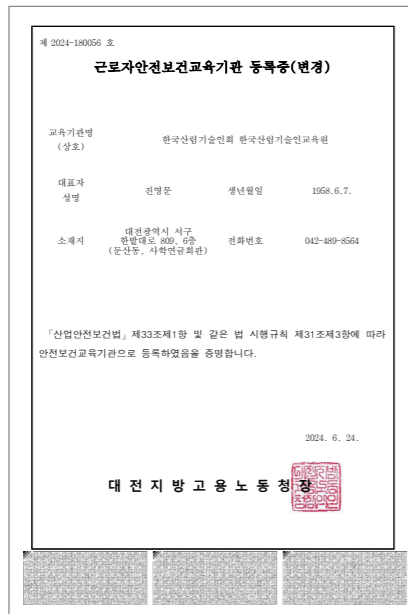 제 2024-180056 호
근로자안전보건교육기관 등록증(변경)
교육기관명
(상호)
한국산림기술인회 한국산림기술인교육원
대표자
성명
진영문
생년월일
1958.6.7.
소재지
대전광역시 서구
한밭대로 809, 6층
(둔산동, 사학연금회관)
전화번호
042-489-8564
「산업안전보건법」제33조제1항 및 같은 법 시행규칙 제31조제3항에 따라
안전보건교육기관으로 등록하였음을 증명합니다.
2024. 6. 24.
대 전 지 방 고 용 노 동 청 장